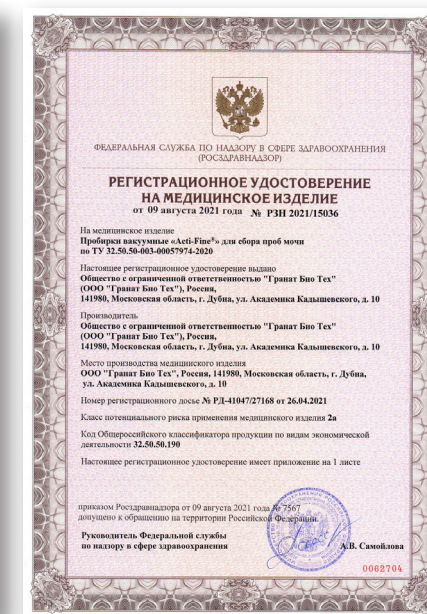 ФЕДЕРАЛЬНАЯ СЛУЖБА ПО НАДЗОРУ В СФЕРЕ ЗДРАВООХРАНЕНИЯ
(РОСЗДРАВНАДЗОР)
РЕГИСТРАЦИОННОЕ УДОСТОВЕРЕНИЕ
НА МЕДИЦИНСКОЕ ИЗДЕЛИЕ
от 09 августа 2021 года № РЗН 2021/15036
На медицинское изделие
Пробирки вакуумные «Acti-Fine®» для сбора проб мочи
по ТУ 32.50.50-003-00057974-2020
Настоящее регистрационное удостоверение выдано
Общество с ограниченной ответственностью "Гранат Био Тех"
(ООО "Гранат Био Тех"), Россия,
141980, Московская область, г. Дубна, ул. Академика Кадышевского, д. 10
Производитель
Общество с ограниченной ответственностью "Гранат Био Тех"
(ООО "Гранат Био Тех"), Россия,
141980, Московская область, г. Дубна, ул. Академика Кадышевского, д. 10
Место производства медицинского изделия
ООО "Гранат Био Тех", Россия, 141980, Московская область, г. Дубна,
ул. Академика Кадышевского, д. 10
Номер регистрационного досье № РД-41047/27168 от 26.04.2021
Класс потенциального риска применения медицинского изделия 2а
Код Общероссийского классификатора продукции по видам экономической
деятельности 32.50.50.190
Настоящее регистрационное удостоверение имеет приложение на 1 листе
приказом Росздравнадзора от 09 августа 2021 года № 7567
допущено к обращению на территории Российской Федерации.
Руководитель Федеральной службы
по надзору в сфере здравоохранения А.В. Самойлова
0062704